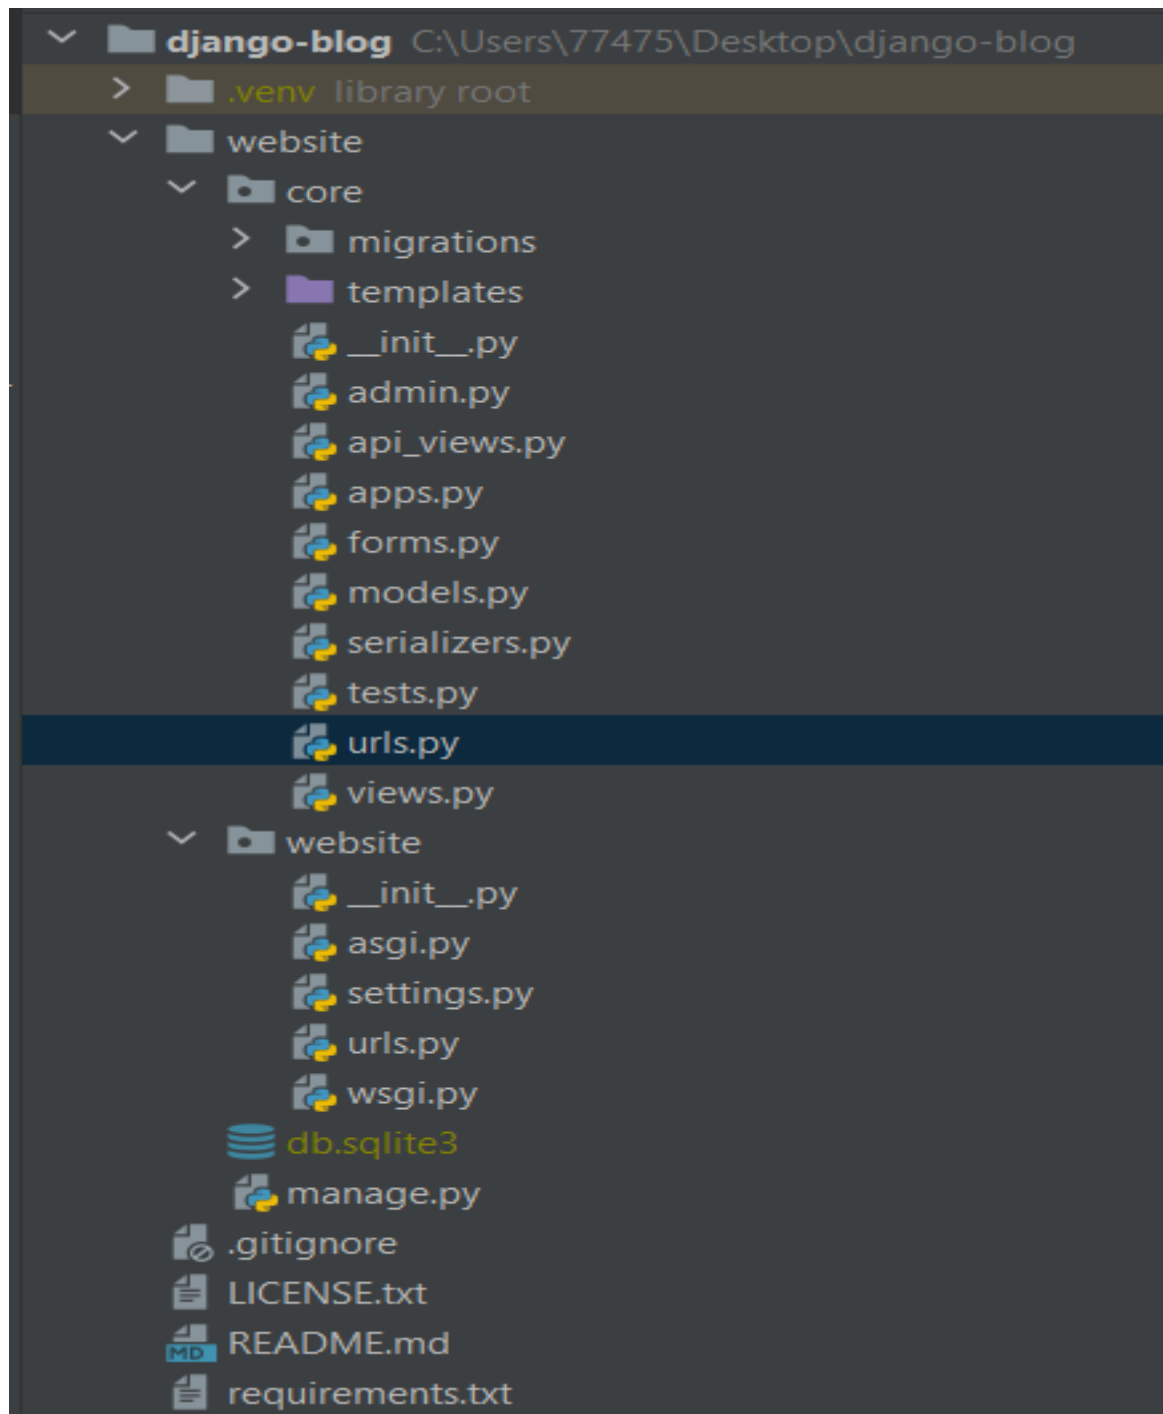 django-blog C:\Users\77475\Desktop\django-blog
.venv library root
website
core
migrations
templates
__init__.py
admin.py
api_views.py
apps.py
forms.py
models.py
serializers.py
tests.py
urls.py
views.py
website
__init__.py
asgi.py
settings.py
urls.py
wsgi.py
db.sqlite3
manage.py
.gitignore
LICENSE.txt
MD README.md
requirements.txt